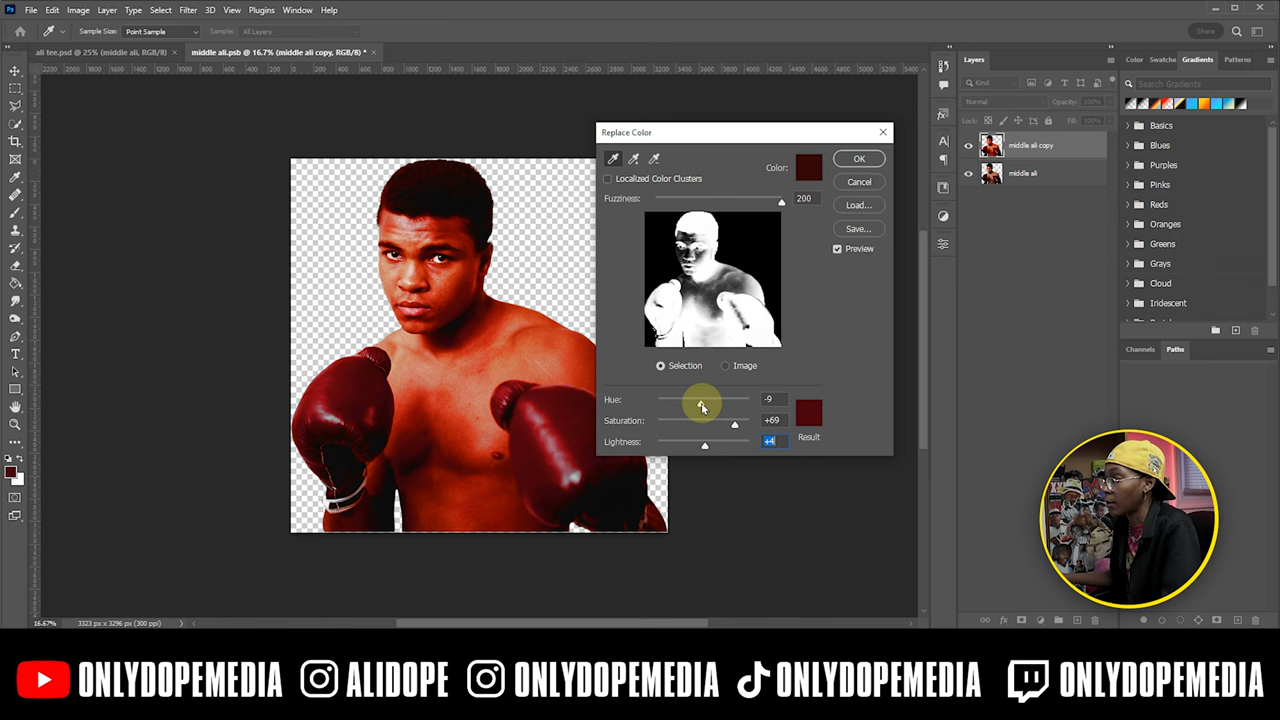 Ps File Edit Image Layer Type Select Filter 3D View Plugins Window Help
Sample Size: Point Sample Sample: All Layers Share
ali tee.psd @ 25% (middle ali, RGB/8) × middle ali.psb @ 16.7% (middle ali copy, RGB/8) * ×
Layers
Color Swatche Gradients Patterns
Kind
Search Gradients
Normal Opacity: 100%
Lock: Fill: 100%
middle ali copy
middle ali
Basics
Blues
Purples
Pinks
Reds
Oranges
Greens
Grays
Cloud
Iridescent
Channels Paths
Replace Color
Color:
OK
Localized Color Clusters
Cancel
Fuzziness: 200
Load...
Save...
Preview
Selection Image
Hue: -9
Saturation: +69
Result
Lightness: +4
16.67% 3323 px x 3296 px (300 ppi)
ONLYDOPEMEDIA ALIDOPE ONLYDOPEMEDIA ONLYDOPEMEDIA ONLYDOPEMEDIA